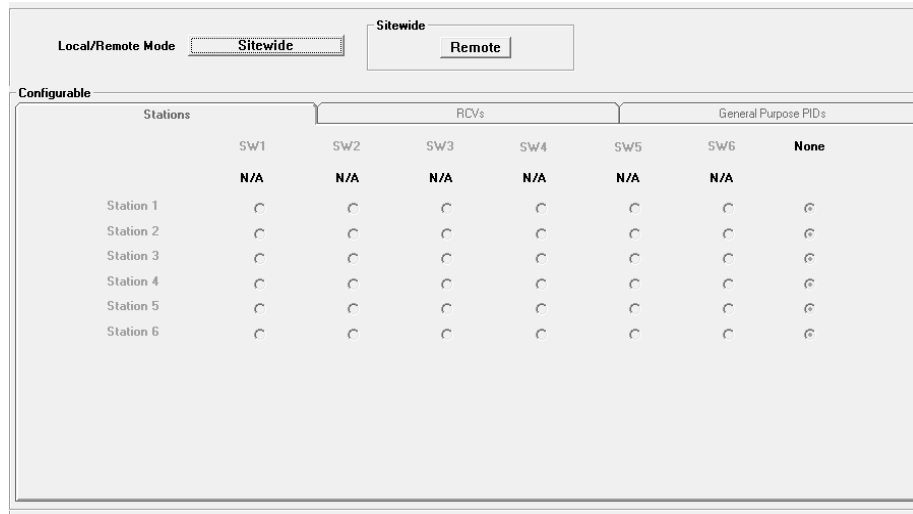 Sitewide
Local/Remote Mode Sitewide Remote
Configurable
Stations RCVs General Purpose PIDs
SW1 SW2 SW3 SW4 SW5 SW6 None
N/A N/A N/A N/A N/A N/A
Station 1
Station 2
Station 3
Station 4
Station 5
Station 6